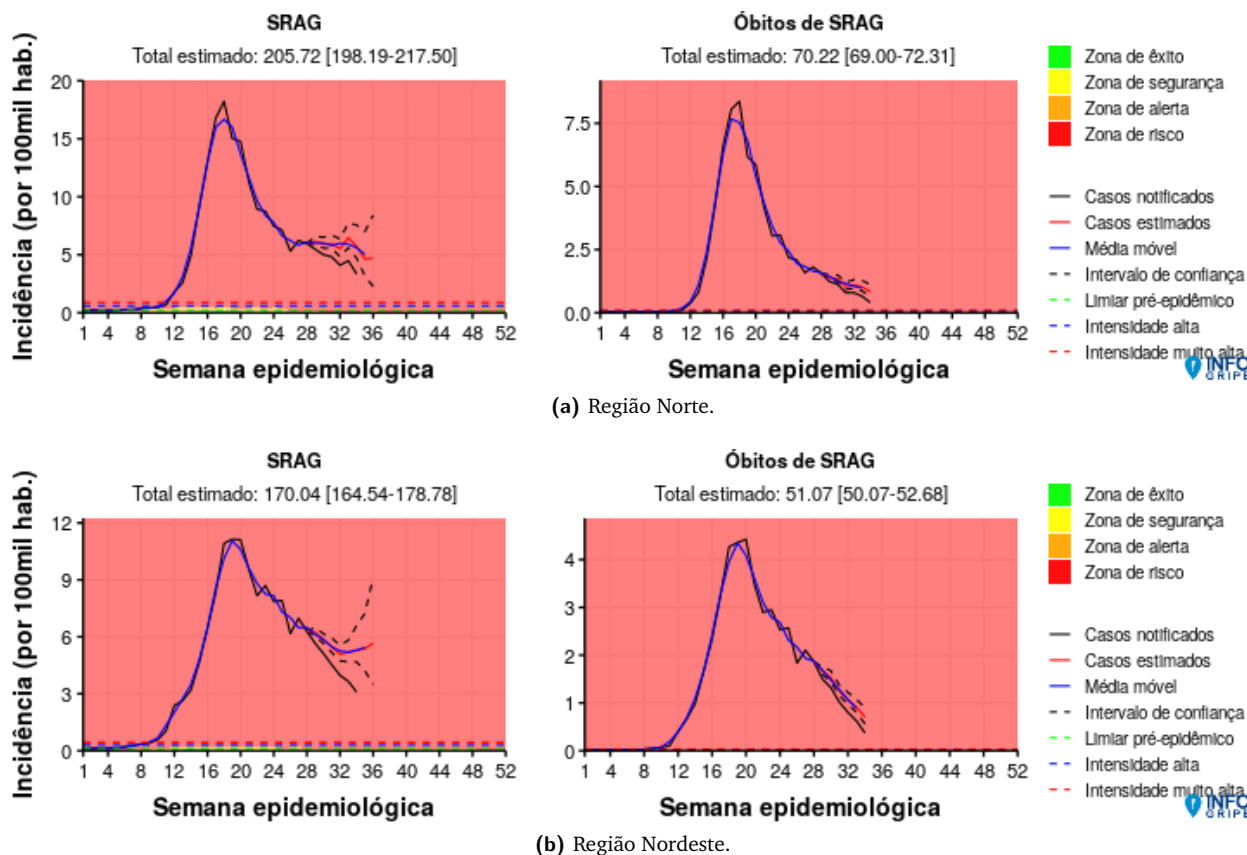 SRAG
Total estimado: 205.72 [198.19-217.50]
Incidência (por 100mil hab.)
20
15
10
5
0
1 4 8 12 16 20 24 28 32 36 40 44 48 52
Semana epidemiológica
Óbitos de SRAG
Total estimado: 70.22 [69.00-72.31]
7.5
5.0
2.5
0.0
1 4 8 12 16 20 24 28 32 36 40 44 48 52
Semana epidemiológica
Zona de êxito
Zona de segurança
Zona de alerta
Zona de risco
Casos notificados
Casos estimados
Média móvel
Intervalo de confiança
Limiar pré-epidêmico
Intensidade alta
Intensidade muito alta
INFO
GRIPE
(a) Região Norte.
SRAG
Total estimado: 170.04 [164.54-178.78]
Incidência (por 100mil hab.)
12
9
6
3
0
1 4 8 12 16 20 24 28 32 36 40 44 48 52
Semana epidemiológica
Óbitos de SRAG
Total estimado: 51.07 [50.07-52.68]
4
3
2
1
0
1 4 8 12 16 20 24 28 32 36 40 44 48 52
Semana epidemiológica
Zona de êxito
Zona de segurança
Zona de alerta
Zona de risco
Casos notificados
Casos estimados
Média móvel
Intervalo de confiança
Limiar pré-epidêmico
Intensidade alta
Intensidade muito alta
INFO
GRIPE
(b) Região Nordeste.